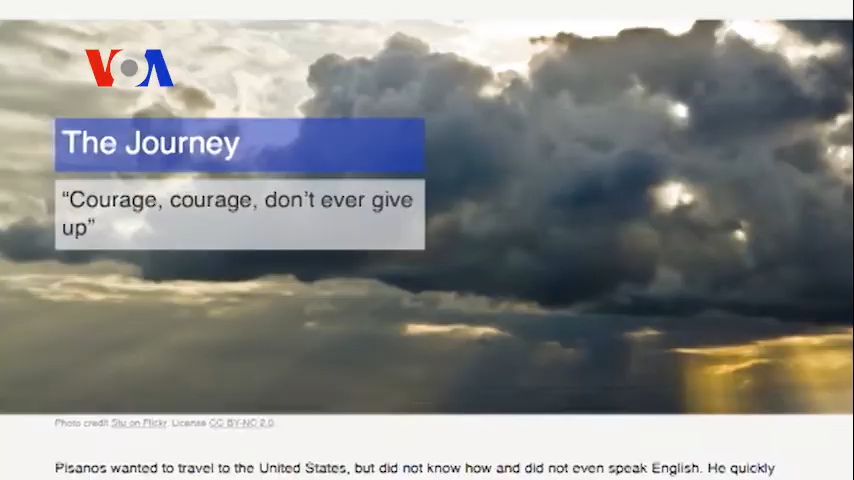 VOA
The Journey
“Courage, courage, don’t ever give
up”
Photo credit Stu on Flickr. License CC BY-NC 2.0.
Pisanos wanted to travel to the United States, but did not know how and did not even speak English. He quickly